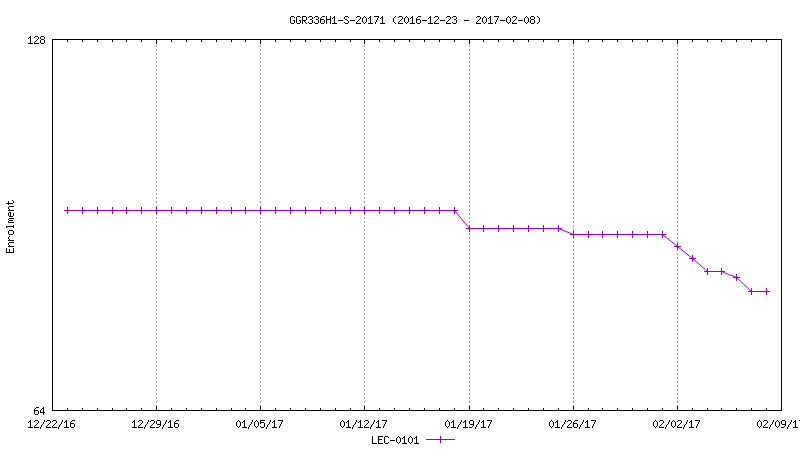 GGR336H1-S-20171 (2016-12-23 - 2017-02-08)
128
Enrolment
64
12/22/16 12/29/16 01/05/17 01/12/17 01/19/17 01/26/17 02/02/17 02/09/1
LEC-0101